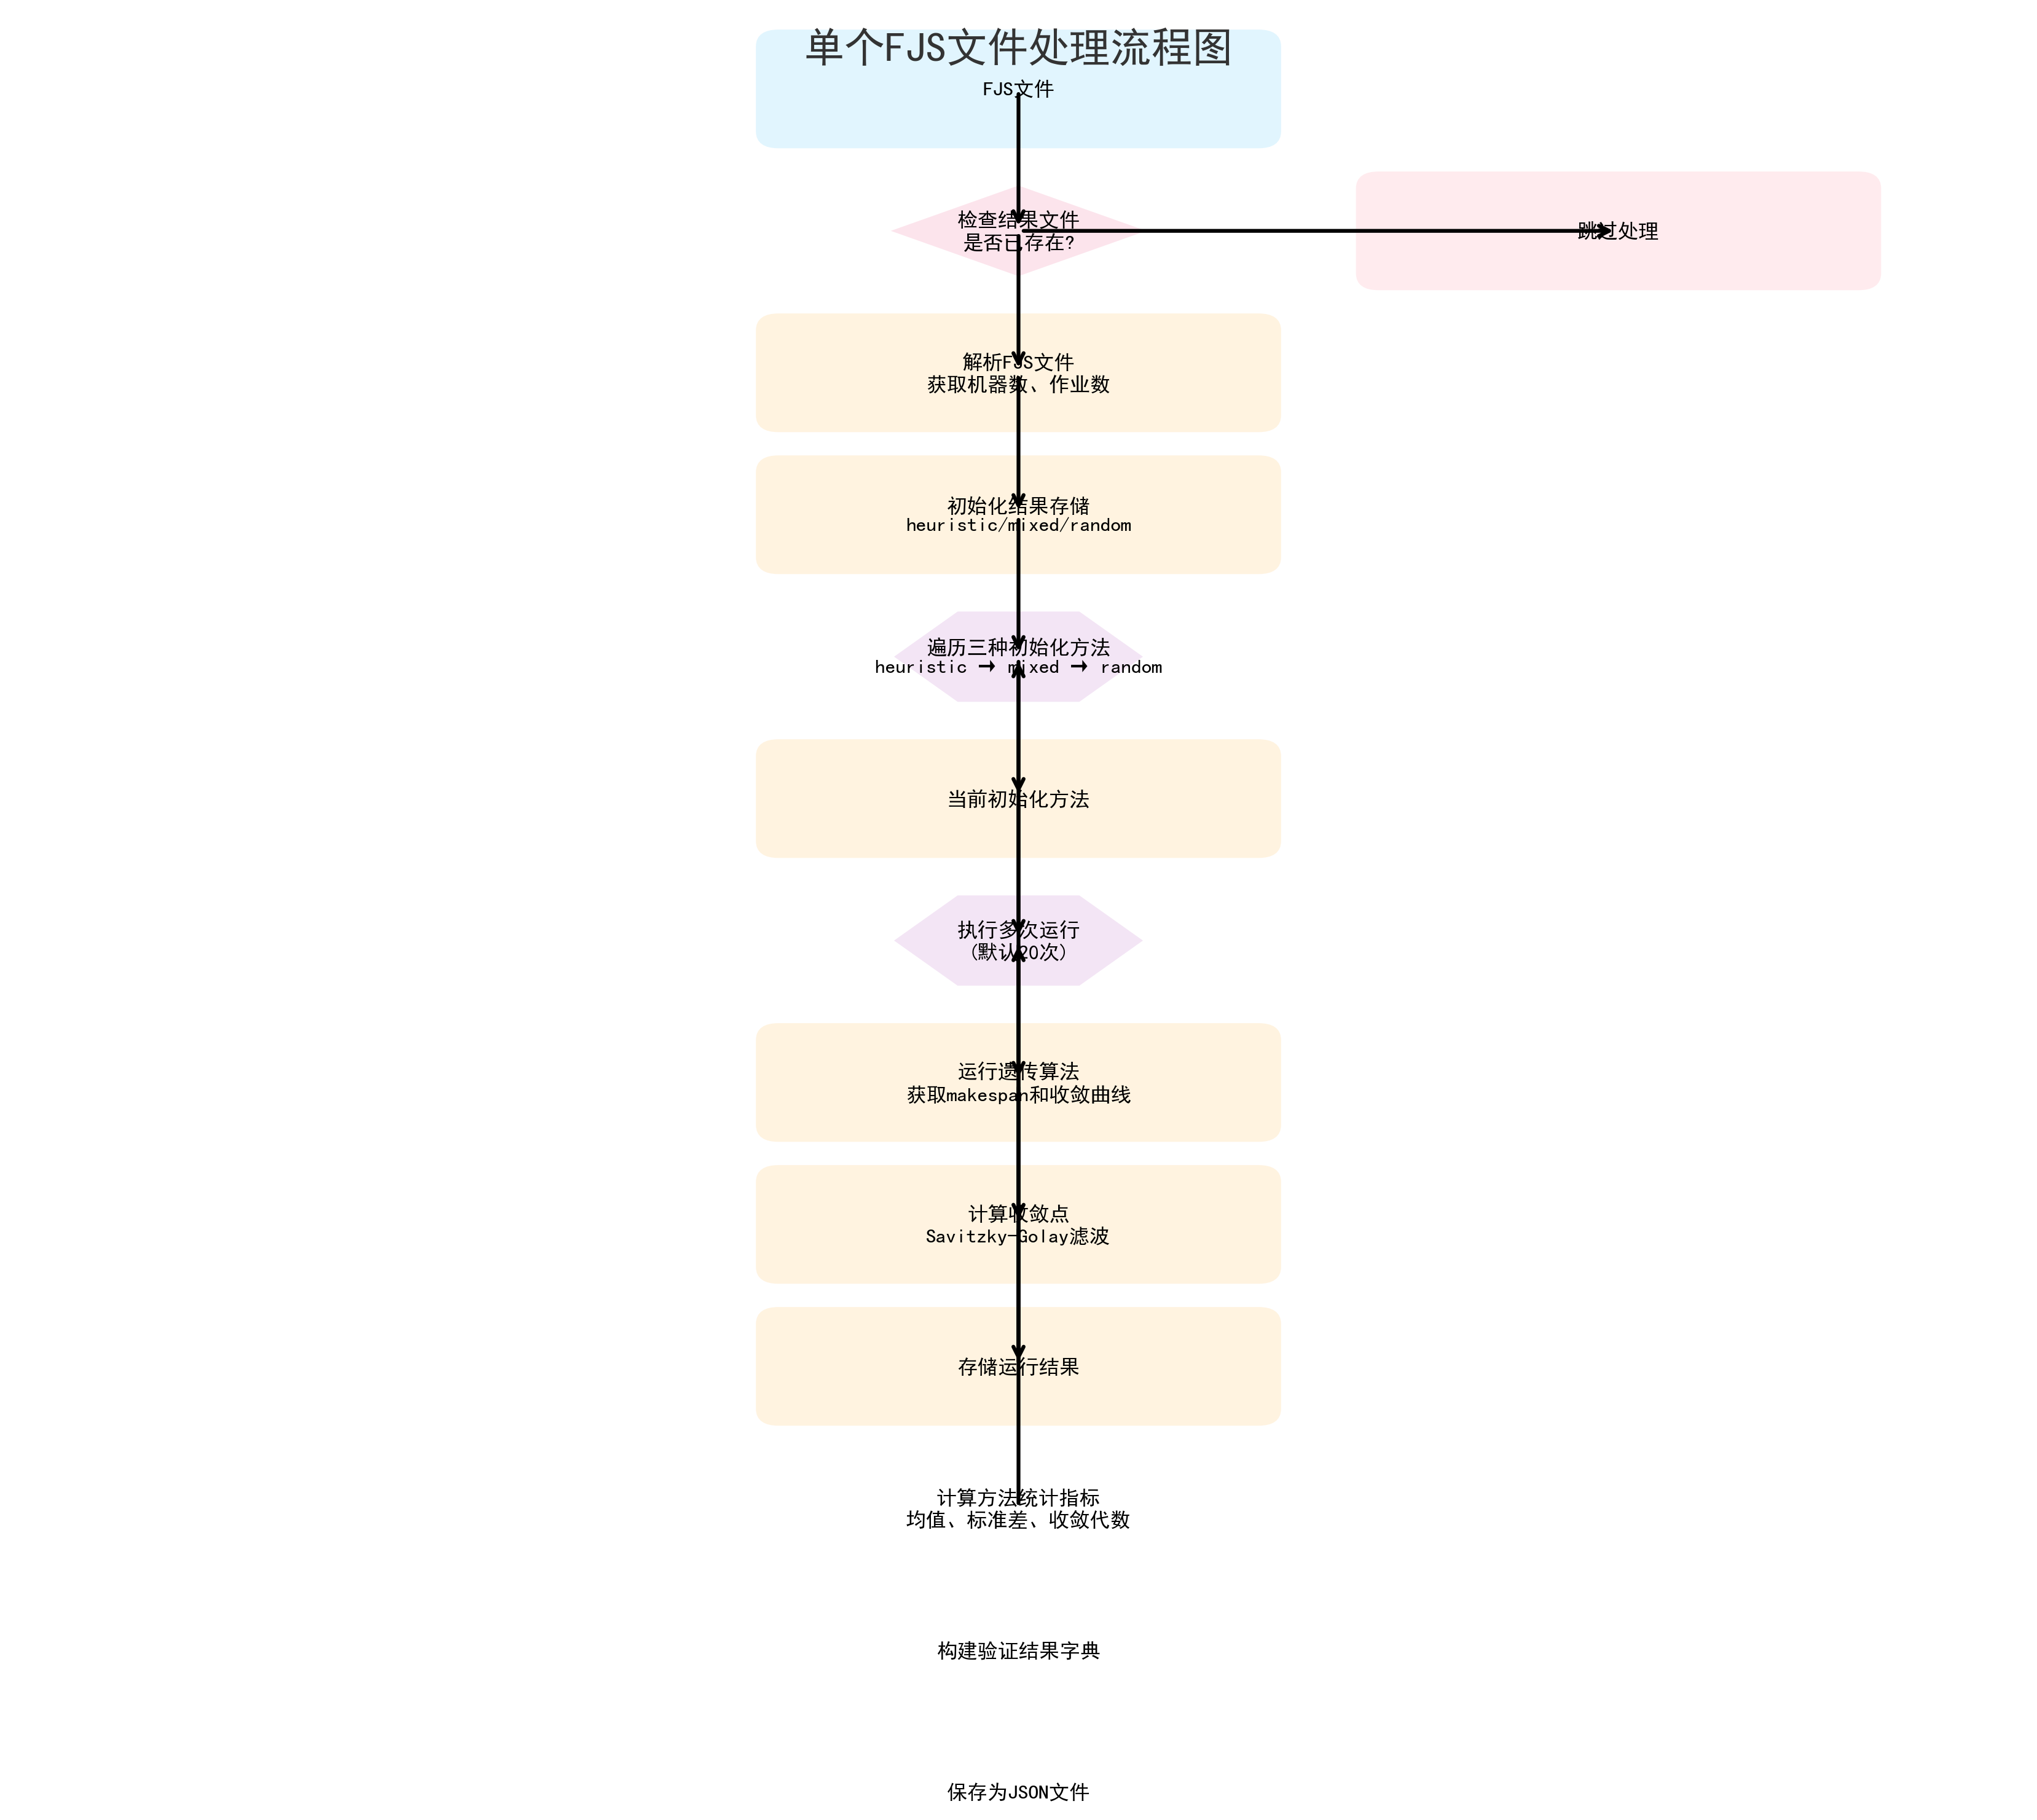 单个FJS文件处理流程图
FJS文件
检查结果文件
是否已存在?
跳过处理
解析FJS文件
获取机器数、作业数
初始化结果存储
heuristic/mixed/random
遍历三种初始化方法
heuristic → mixed → random
当前初始化方法
执行多次运行
(默认20次)
运行遗传算法
获取makespan和收敛曲线
计算收敛点
Savitzky-Golay滤波
存储运行结果
计算方法统计指标
均值、标准差、收敛代数
构建验证结果字典
保存为JSON文件